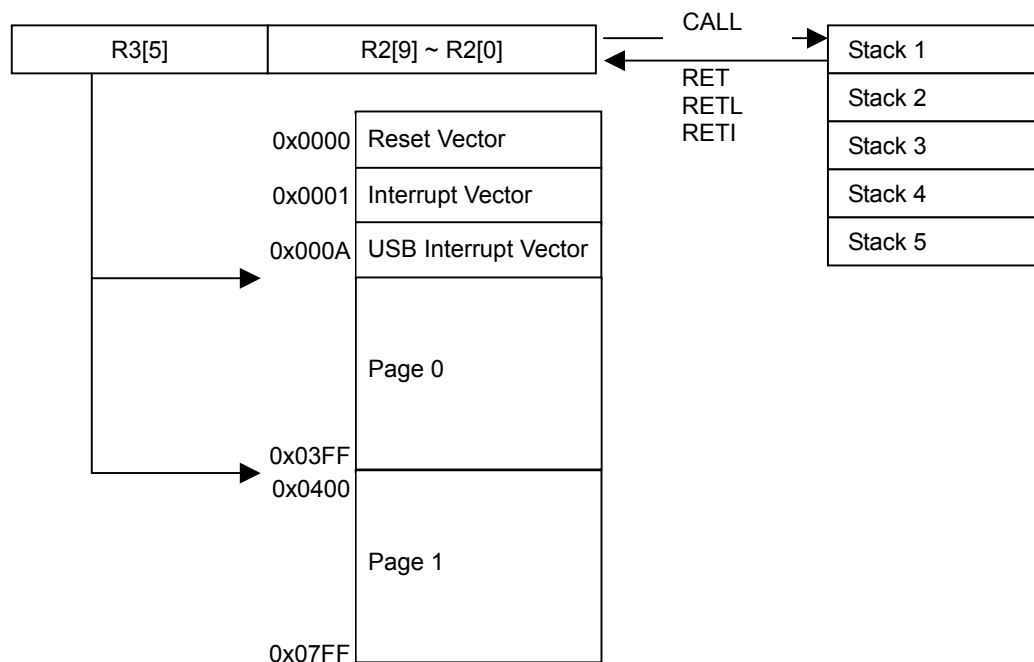 R3[5]
R2[9] ~ R2[0]
CALL
RET
RETL
RETI
Stack 1
Stack 2
Stack 3
Stack 4
Stack 5
0x0000
Reset Vector
0x0001
Interrupt Vector
0x000A
USB Interrupt Vector
Page 0
0x03FF
0x0400
Page 1
0x07FF